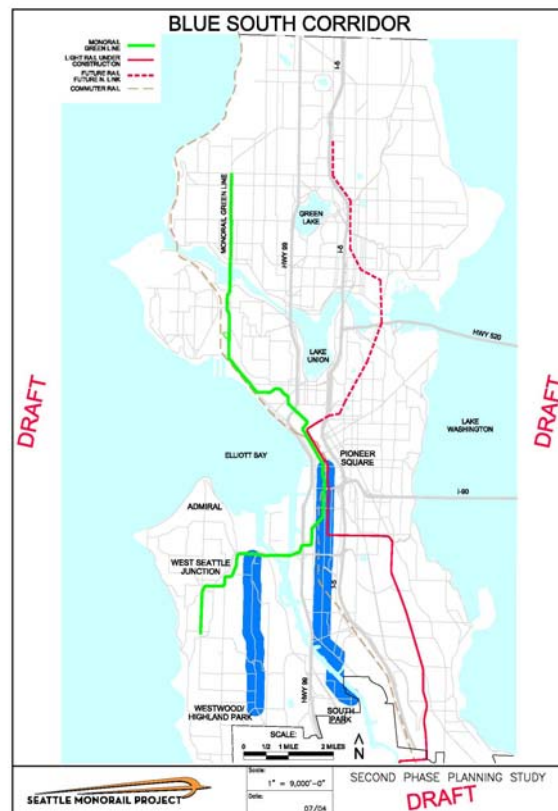 BLUE SOUTH CORRIDOR
MONORAIL
GREEN LINE
LIGHT RAIL UNDER
CONSTRUCTION
FUTURE RAIL
FUTURE N. LINK
COMMUTER RAIL
I-5
MONORAIL GREEN LINE
GREEN
LAKE
HWY 99
I-5
HWY 520
LAKE
UNION
DRAFT
DRAFT
LAKE
WASHINGTON
ELLIOTT BAY
PIONEER
SQUARE
I-90
ADMIRAL
WEST SEATTLE
JUNCTION
I-5
HWY 99
WESTWOOD/
HIGHLAND PARK
SOUTH
PARK
SCALE:
0 1/2 1 MILE 2 MILES
N
SEATTLE MONORAIL PROJECT
Scale:
1" = 9,000'-0"
Date:
07/04
SECOND PHASE PLANNING STUDY
DRAFT